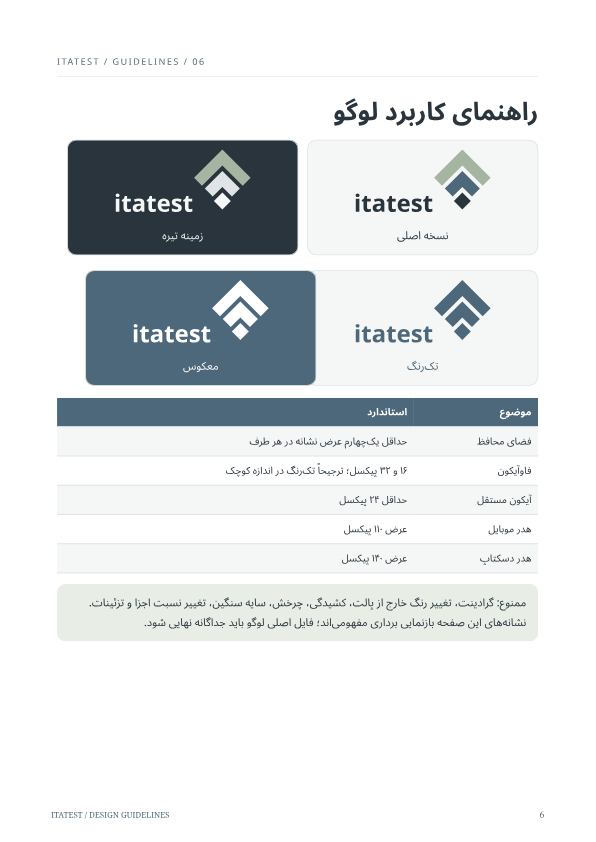 ITATEST / GUIDELINES / 06
راهنمای کاربرد لوگو
itatest
نسخه اصلی
itatest
زمینه تیره
itatest
تک‌رنگ
itatest
معکوس
موضوع استاندارد
فضای محافظ حداقل یک‌چهارم عرض نشانه در هر طرف
فاوآیکون ۱۶ و ۳۲ پیکسل؛ ترجیحاً تک‌رنگ در اندازه کوچک
آیکون مستقل حداقل ۲۴ پیکسل
هدر موبایل عرض ۱۱۰ پیکسل
هدر دسکتاپ عرض ۱۴۰ پیکسل
ممنوع: گرادینت، تغییر رنگ خارج از پالت، کشیدگی، چرخش، سایه سنگین، تغییر نسبت اجزا و تزئینات.
نشانه‌های این صفحه بازنمایی برداری مفهومی‌اند؛ فایل اصلی لوگو باید جداگانه نهایی شود.
ITATEST / DESIGN GUIDELINES
6